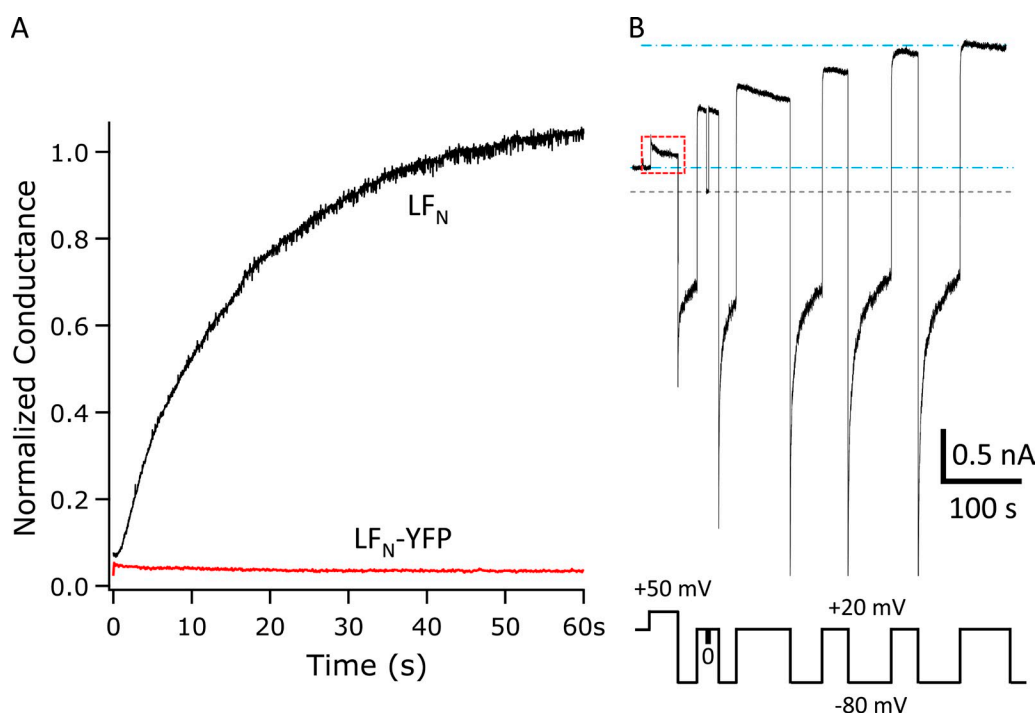 A
Normalized Conductance
1.0
0.8
0.6
0.4
0.2
0.0
LF_N
LF_N-YFP
0 10 20 30 40 50 60s
Time (s)
B
0.5 nA
100 s
+50 mV
+20 mV
0
-80 mV